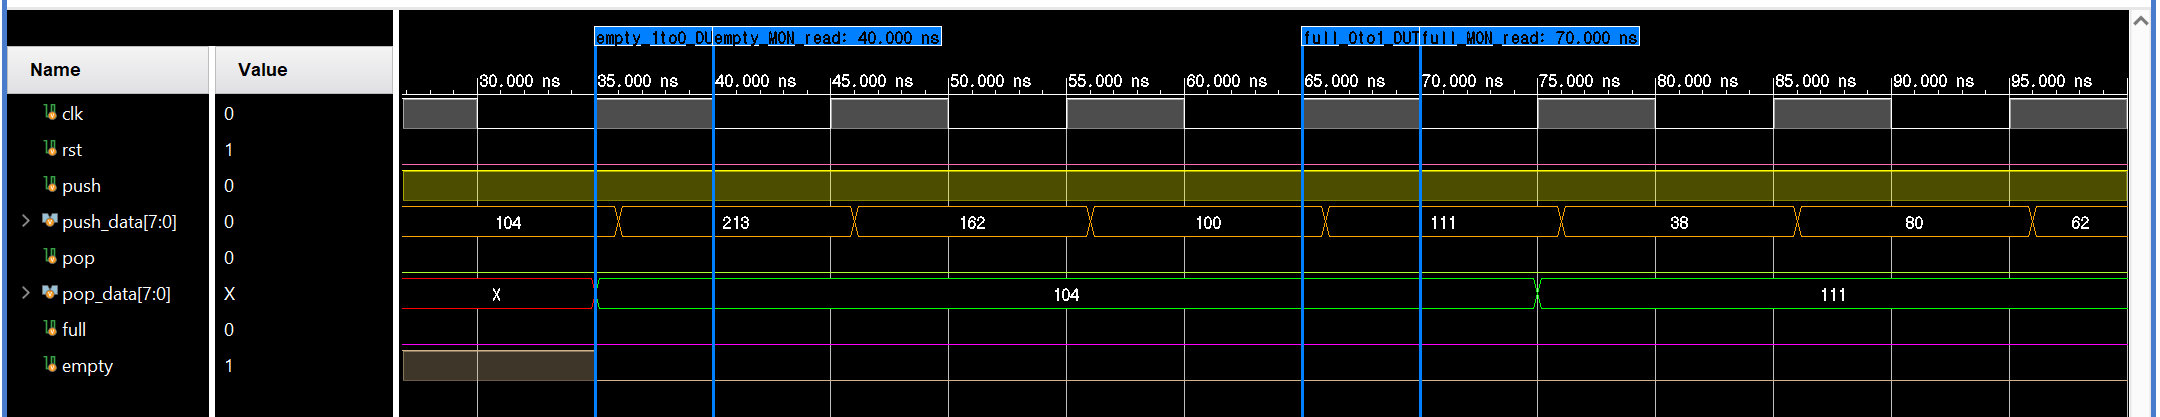 empty_1to0_DU empty_MON_read: 40.000 ns full_0to1_DUT full_MON_read: 70.000 ns
Name Value
30.000 ns 35.000 ns 40.000 ns 45.000 ns 50.000 ns 55.000 ns 60.000 ns 65.000 ns 70.000 ns 75.000 ns 80.000 ns 85.000 ns 90.000 ns 95.000 ns
clk 0
rst 1
push 0
push_data[7:0] 0 104 213 162 100 111 38 80 62
pop 0
pop_data[7:0] X X 104 111
full 0
empty 1